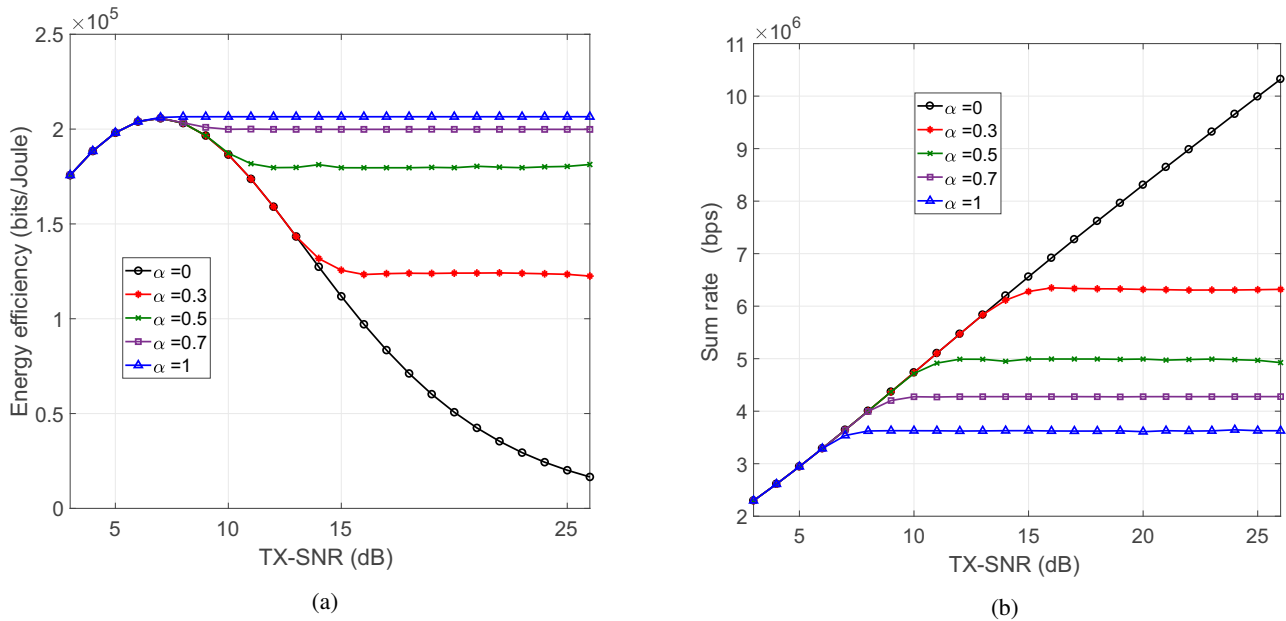 ×10^5
2.5
2
1.5
1
0.5
0
Energy efficiency (bits/Joule)
α =0
α =0.3
α =0.5
α =0.7
α =1
5
10
15
25
TX-SNR (dB)
(a)
×10^6
11
10
9
8
7
6
5
4
3
2
Sum rate (bps)
α =0
α =0.3
α =0.5
α =0.7
α =1
5
10
15
20
25
TX-SNR (dB)
(b)